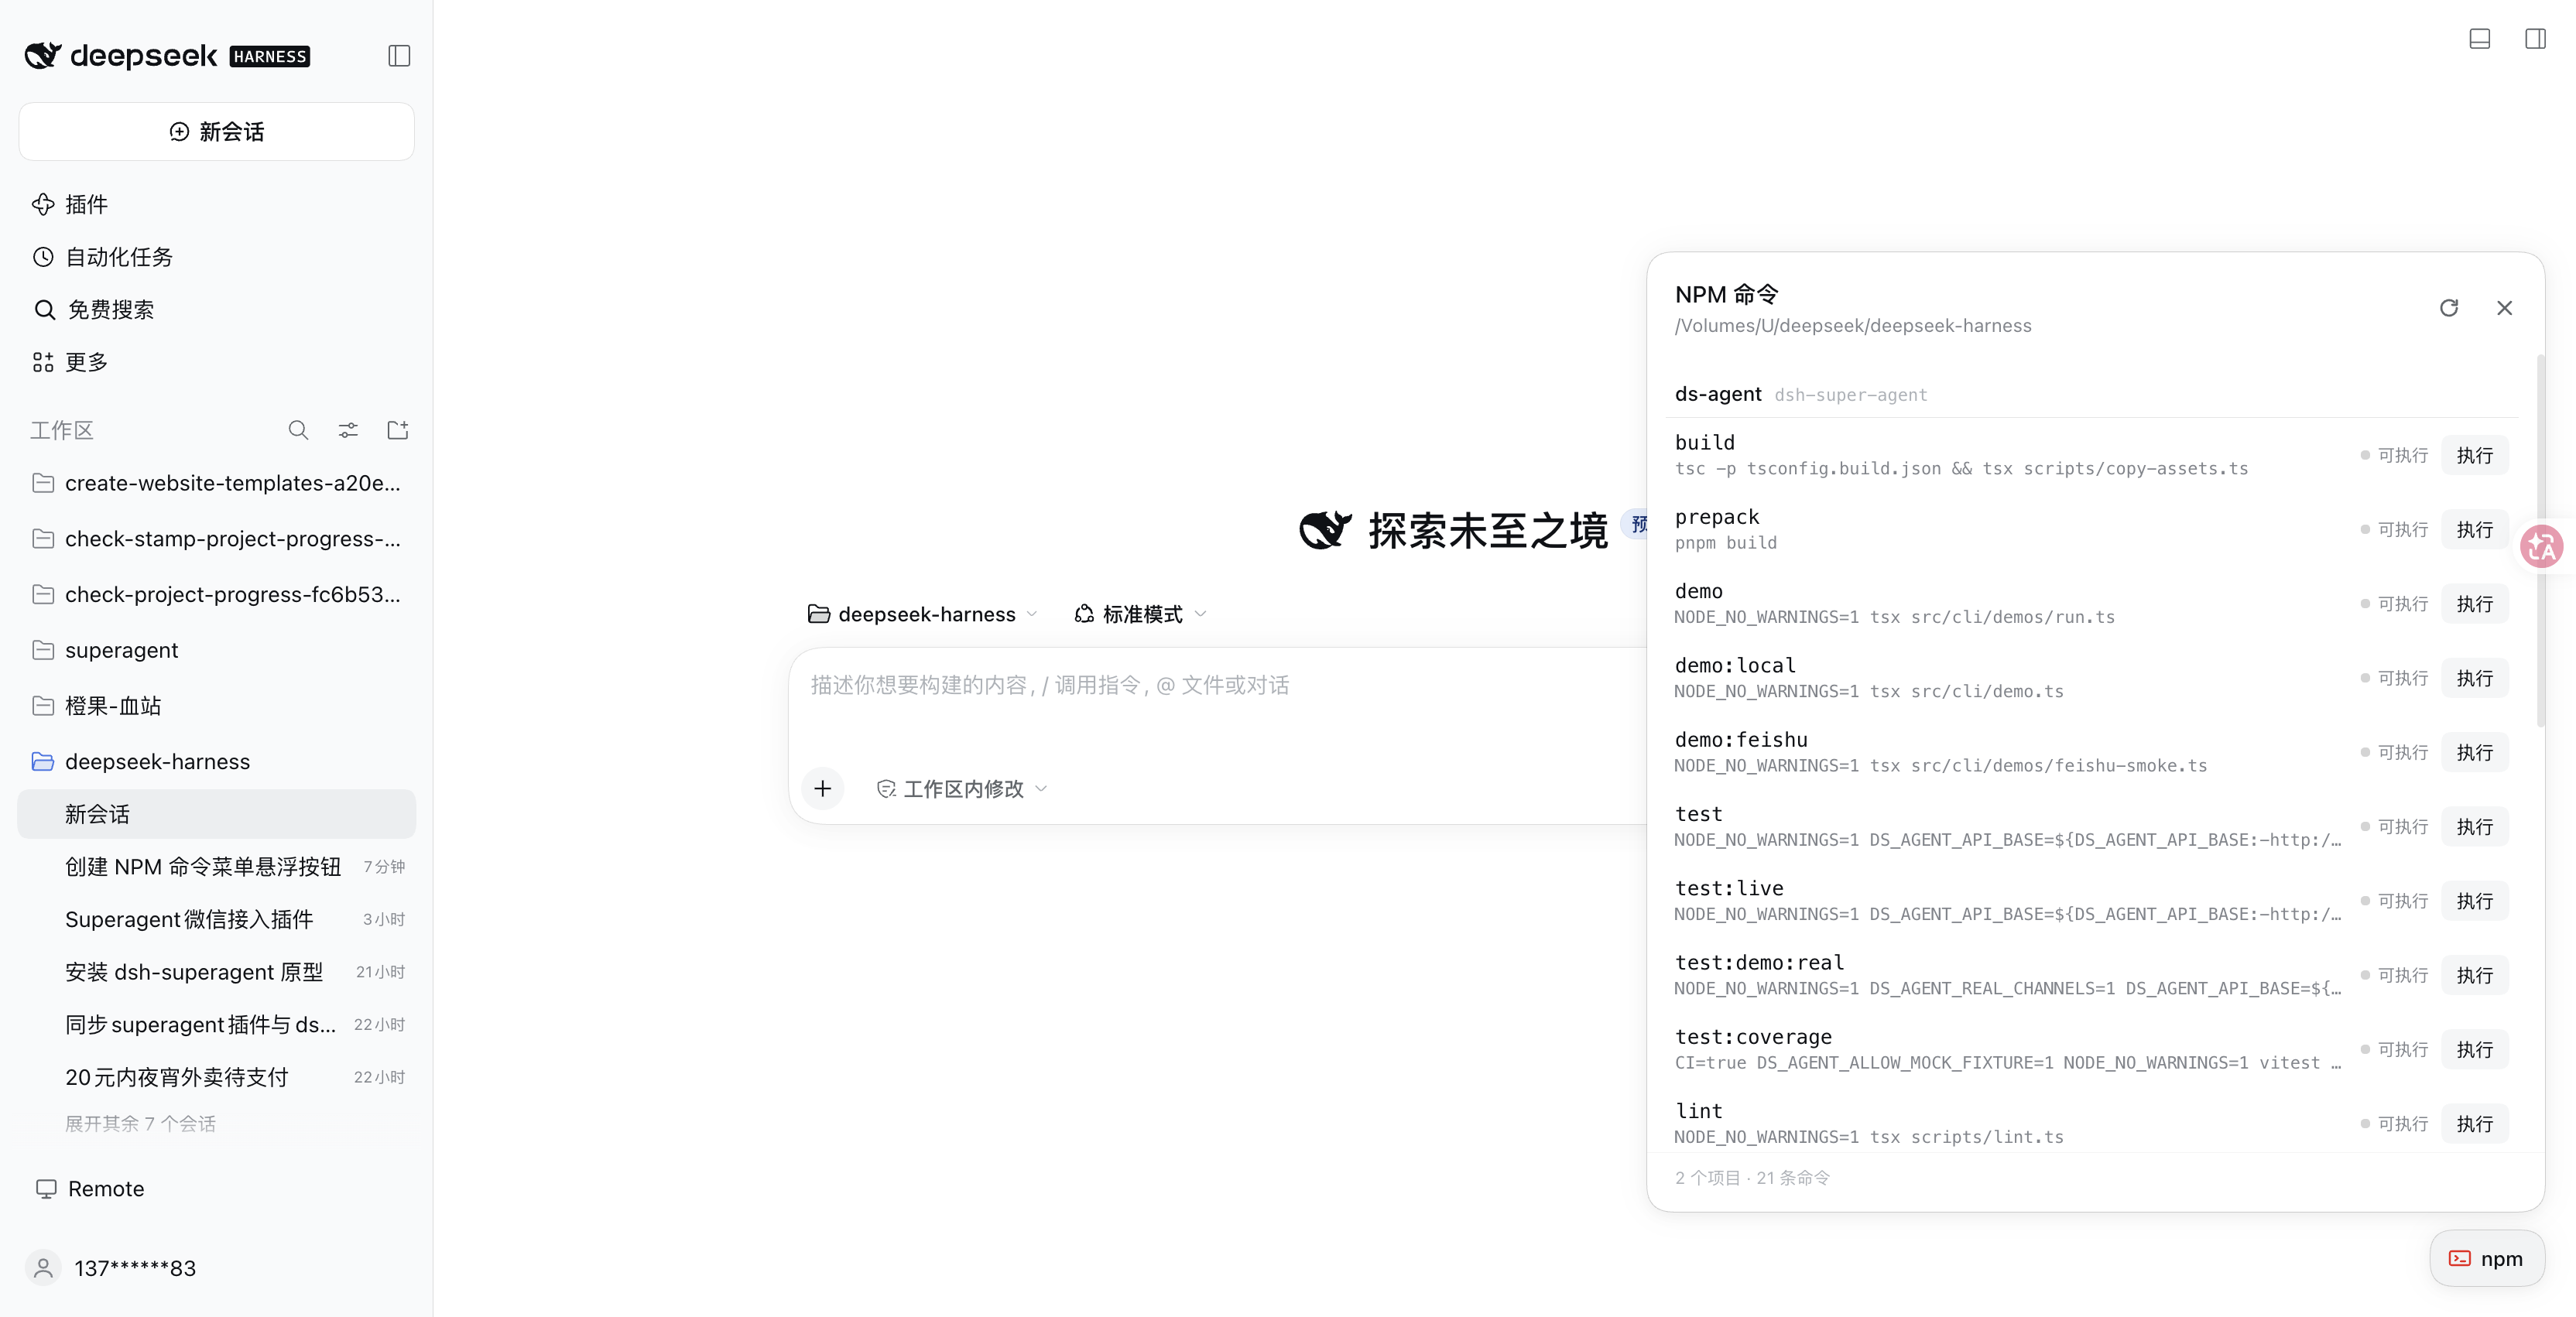 deepseek HARNESS
新会话
插件
自动化任务
免费搜索
更多
工作区
create-website-templates-a20e...
check-stamp-project-progress-...
check-project-progress-fc6b53...
superagent
橙果-血站
deepseek-harness
新会话
创建 NPM 命令菜单悬浮按钮 7分钟
Superagent微信接入插件 3小时
安装 dsh-superagent 原型 21小时
同步superagent插件与ds... 22小时
20元内夜宵外卖待支付 22小时
展开其余 7 个会话
Remote
137******83
探索未至之境 预
deepseek-harness 标准模式
描述你想要构建的内容, / 调用指令, @ 文件或对话
工作区内修改
NPM 命令
/Volumes/U/deepseek/deepseek-harness
ds-agent dsh-super-agent
build
tsc -p tsconfig.build.json && tsx scripts/copy-assets.ts
可执行 执行
prepack
pnpm build
可执行 执行
demo
NODE_NO_WARNINGS=1 tsx src/cli/demos/run.ts
可执行 执行
demo:local
NODE_NO_WARNINGS=1 tsx src/cli/demo.ts
可执行 执行
demo:feishu
NODE_NO_WARNINGS=1 tsx src/cli/demos/feishu-smoke.ts
可执行 执行
test
NODE_NO_WARNINGS=1 DS_AGENT_API_BASE=${DS_AGENT_API_BASE:-http:/…
可执行 执行
test:live
NODE_NO_WARNINGS=1 DS_AGENT_API_BASE=${DS_AGENT_API_BASE:-http:/…
可执行 执行
test:demo:real
NODE_NO_WARNINGS=1 DS_AGENT_REAL_CHANNELS=1 DS_AGENT_API_BASE=${…
可执行 执行
test:coverage
CI=true DS_AGENT_ALLOW_MOCK_FIXTURE=1 NODE_NO_WARNINGS=1 vitest …
可执行 执行
lint
NODE_NO_WARNINGS=1 tsx scripts/lint.ts
可执行 执行
2 个项目 · 21 条命令
npm